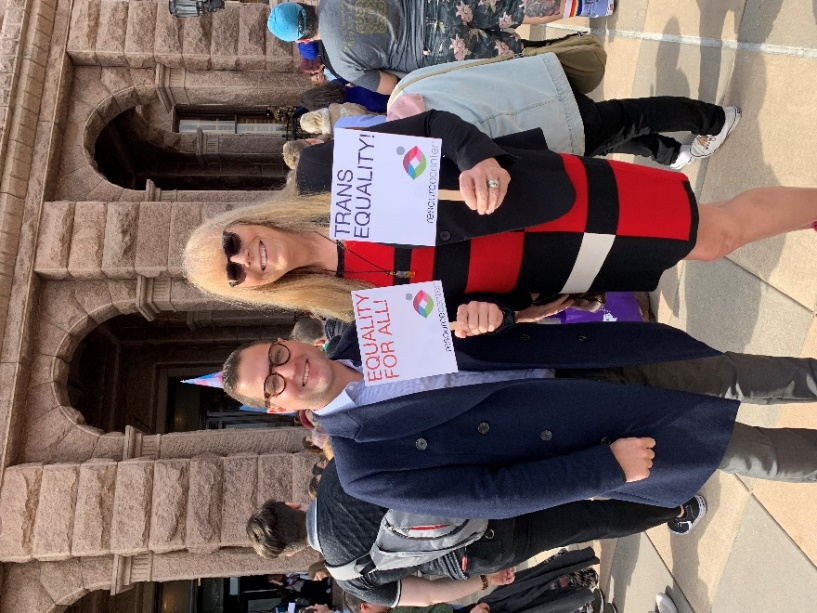 TRANS
EQUALITY!
resourcecenter
EQUALITY
FOR ALL!
resourcecenter